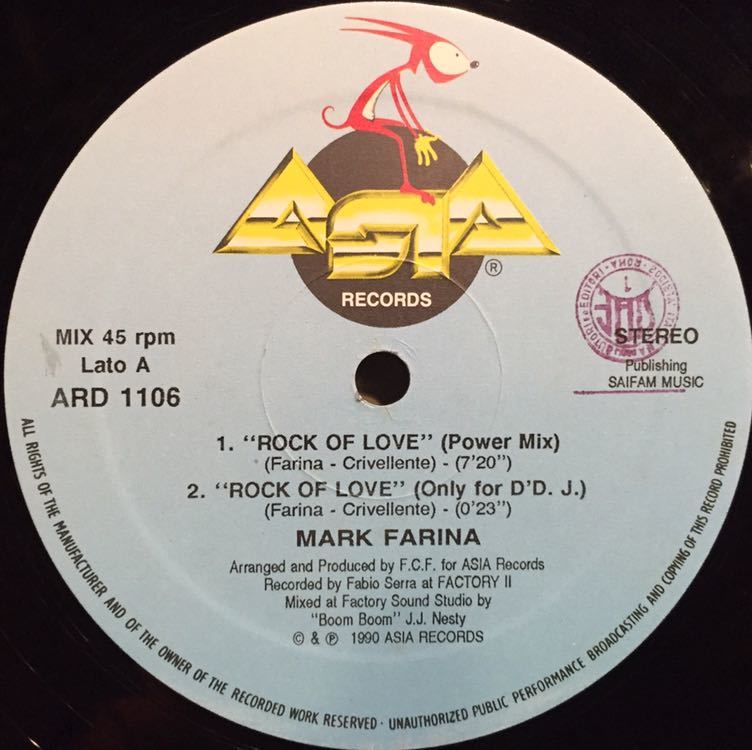 ASIA
®
RECORDS
MIX 45 rpm
Lato A
ARD 1106
STEREO
Publishing
SAIFAM MUSIC
1. "ROCK OF LOVE" (Power Mix)
(Farina - Crivellente) - (7'20")
2. "ROCK OF LOVE" (Only for D'D. J.)
(Farina - Crivellente) - (0'23")
MARK FARINA
Arranged and Produced by F.C.F. for ASIA Records
Recorded by Fabio Serra at FACTORY II
Mixed at Factory Sound Studio by
"Boom Boom" J.J. Nesty
© & ℗ 1990 ASIA RECORDS
ALL RIGHTS OF THE MANUFACTURER AND OF THE OWNER OF THE RECORDED WORK RESERVED · UNAUTHORIZED PUBLIC PERFORMANCE BROADCASTING AND COPYING OF THIS RECORD PROHIBITED